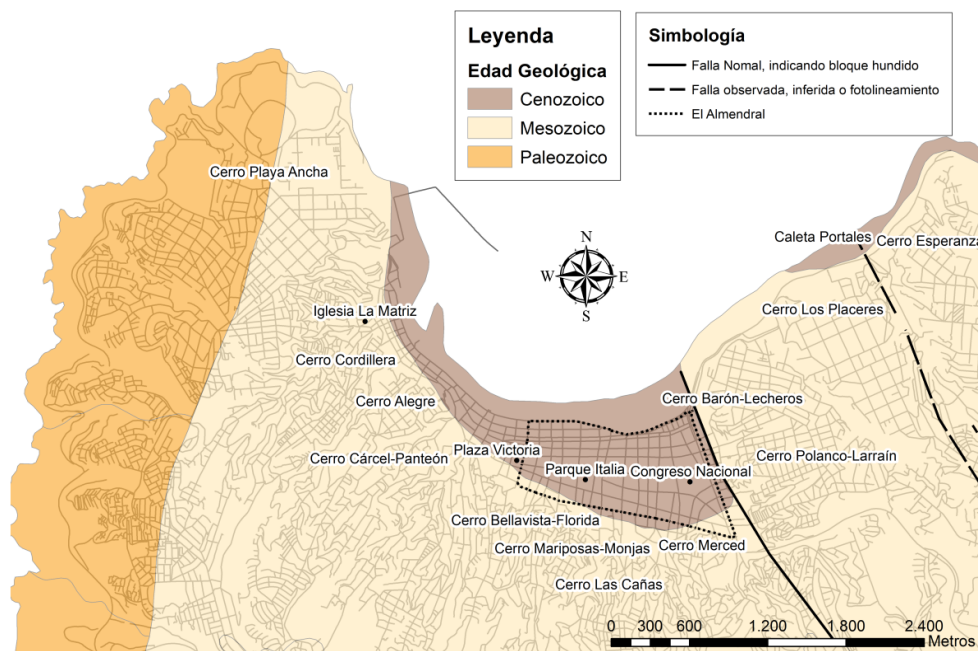 Leyenda
Edad Geológica
Cenozoico
Mesozoico
Paleozoico
Simbología
Falla Nomal, indicando bloque hundido
Falla observada, inferida o fotolineamiento
El Almendral
Cerro Playa Ancha
N
W E
S
Caleta Portales
Cerro Esperanza
Iglesia La Matriz
Cerro Los Placeres
Cerro Cordillera
Cerro Alegre
Cerro Barón-Lecheros
Cerro Cárcel-Panteón
Plaza Victoria
Parque Italia
Congreso Nacional
Cerro Polanco-Larraín
Cerro Bellavista-Florida
Cerro Mariposas-Monjas
Cerro Merced
Cerro Las Cañas
0 300 600 1.200 1.800 2.400
Metros